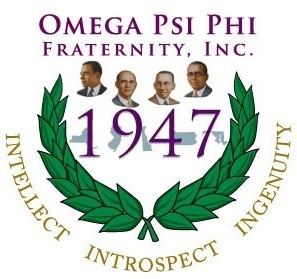 OMEGA PSI PHI
FRATERNITY, INC.
1947
INTELLECT INTROSPECT INGENUITY